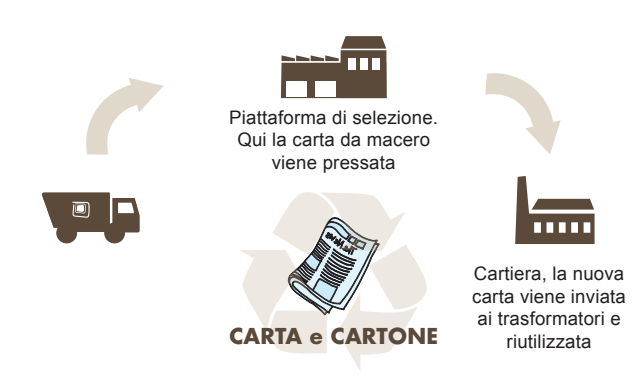 Piattaforma di selezione.
Qui la carta da macero
viene pressata
Cartiera, la nuova
carta viene inviata
ai trasformatori e
riutilizzata
CARTA e CARTONE